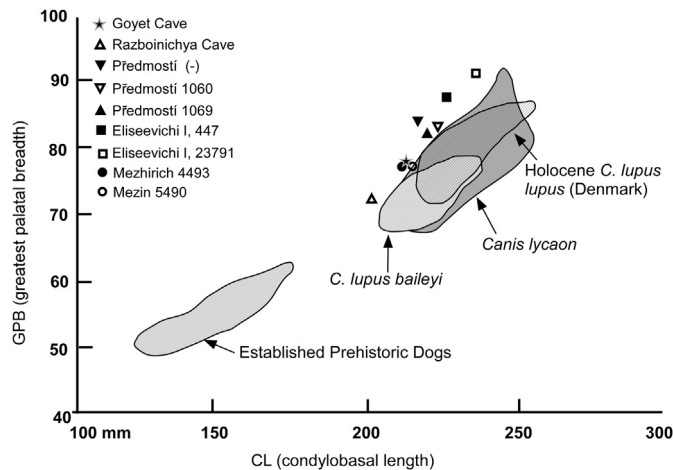 GPB (greatest palatal breadth)
100
90
80
70
60
50
40
Goyet Cave
Razboinichya Cave
Předmostí (-)
Předmostí 1060
Předmostí 1069
Eliseevichi I, 447
Eliseevichi I, 23791
Mezhirich 4493
Mezin 5490
Holocene C. lupus
lupus (Denmark)
Canis lycaon
C. lupus baileyi
Established Prehistoric Dogs
100 mm
150
200
250
300
CL (condylobasal length)